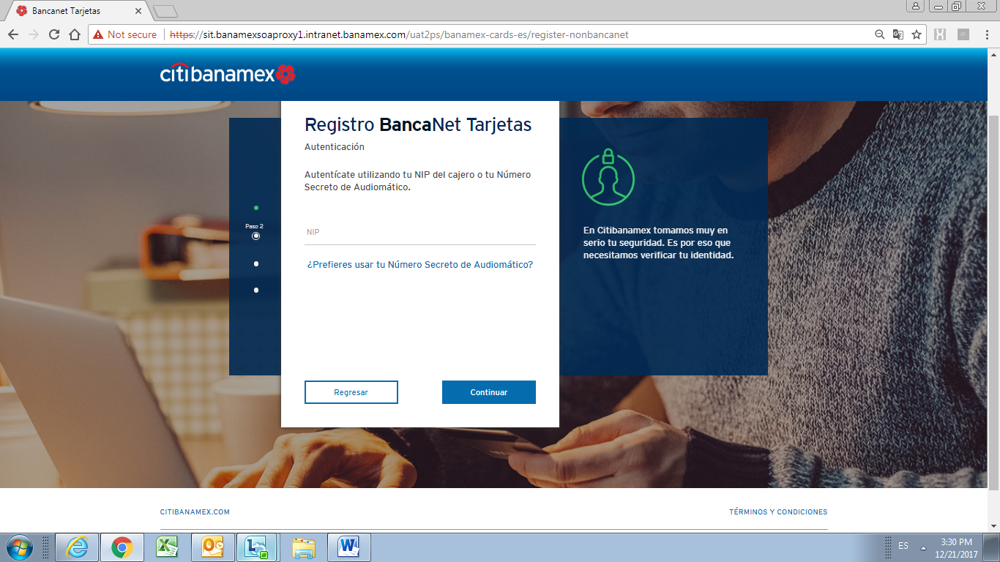 Bancanet Tarjetas
Not secure
https://sit.banamexsoaproxy1.intranet.banamex.com/uat2ps/banamex-cards-es/register-nonbancanet
citibanamex
Registro BancaNet Tarjetas
Autenticación
Autentícate utilizando tu NIP del cajero o tu Número
Secreto de Audiomático.
Paso 2
NIP
¿Prefieres usar tu Número Secreto de Audiomático?
Regresar
Continuar
En Citibanamex tomamos muy en
serio tu seguridad. Es por eso que
necesitamos verificar tu identidad.
CITIBANAMEX.COM
TÉRMINOS Y CONDICIONES
ES
3:30 PM
12/21/2017